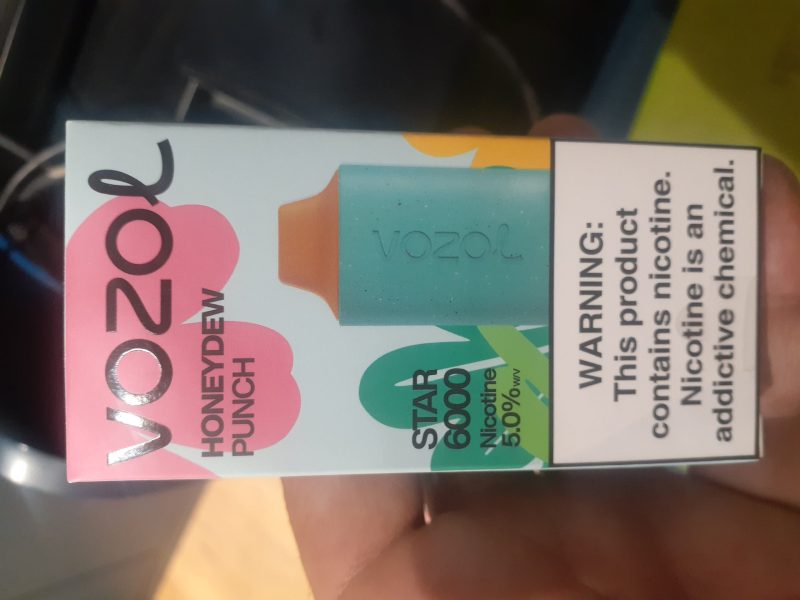 VOZOL
HONEYDEW
PUNCH
VOZOL
STAR
6000
Nicotine
5.0% W/V
WARNING:
This product
contains nicotine.
Nicotine is an
addictive chemical.